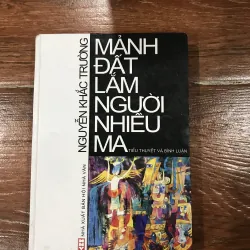 NGUYỄN KHẮC TRƯỜNG
MẢNH
ĐẤT
LẮM
NGƯỜI
NHIỀU
MA
TIỂU THUYẾT VÀ BÌNH LUẬN
NHÀ XUẤT BẢN HỘI NHÀ VĂN